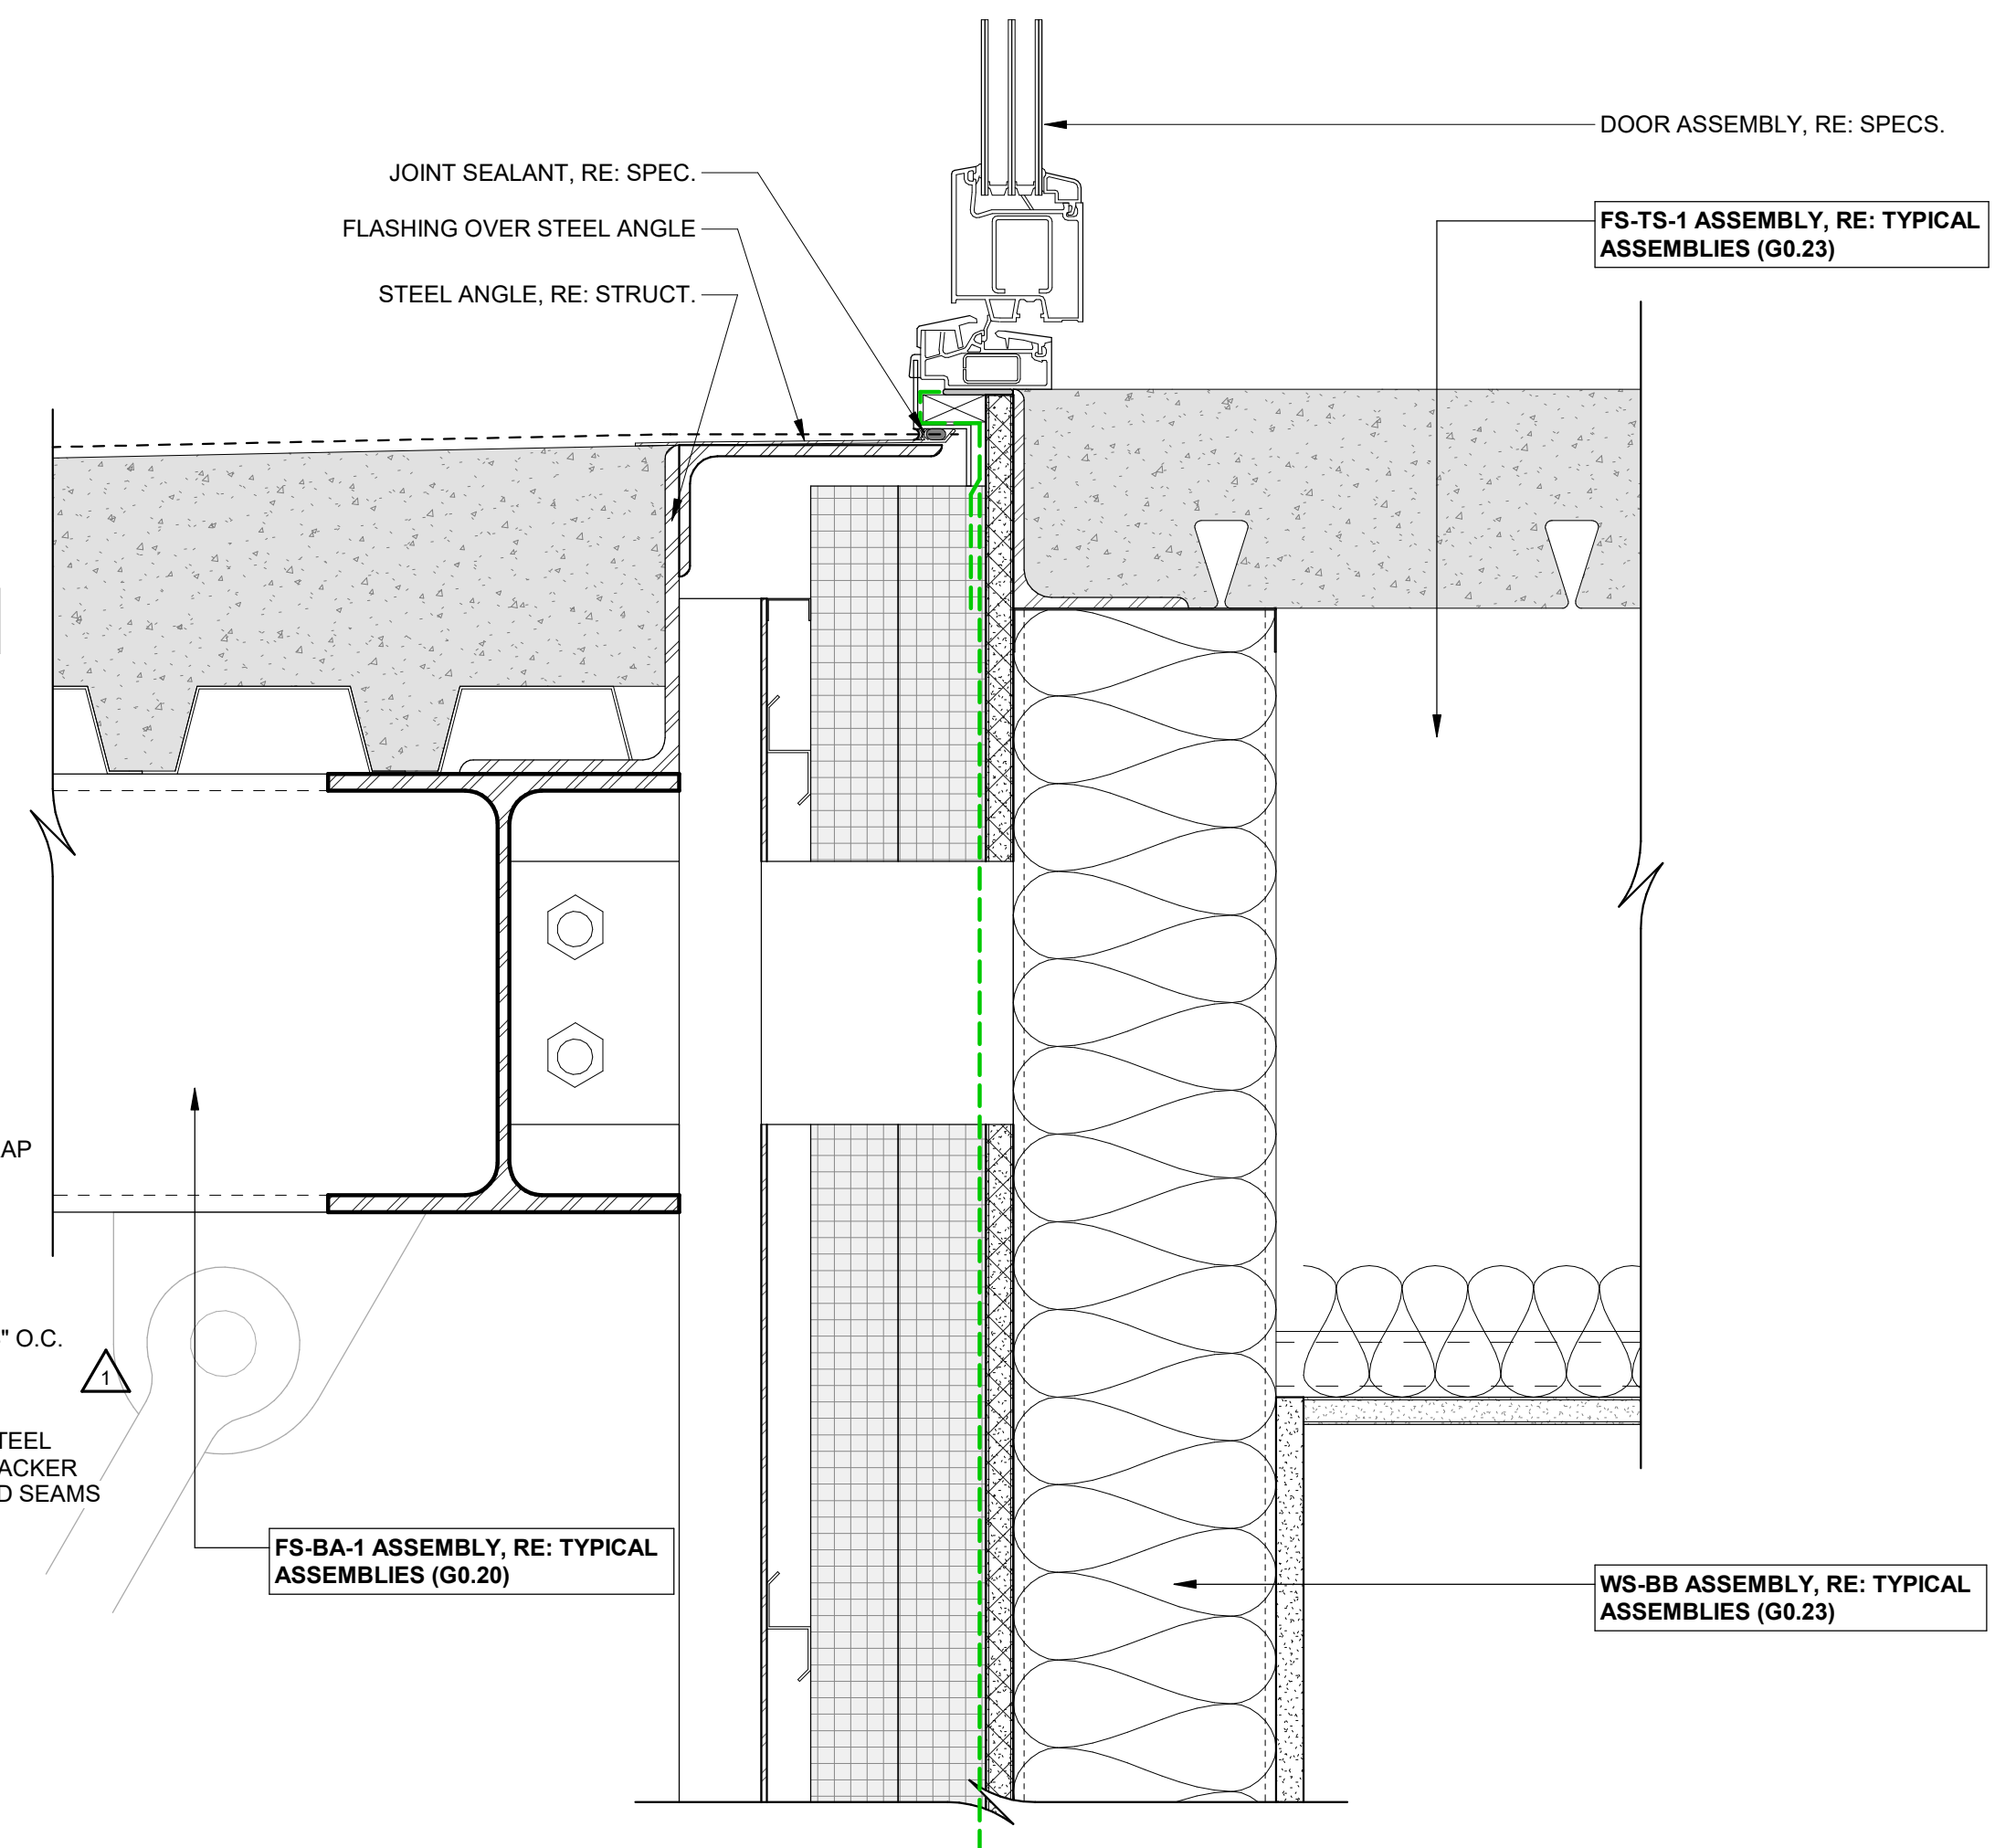 DOOR ASSEMBLY, RE: SPECS.
JOINT SEALANT, RE: SPEC.
FS-TS-1 ASSEMBLY, RE: TYPICAL
ASSEMBLIES (G0.23)
FLASHING OVER STEEL ANGLE
STEEL ANGLE, RE: STRUCT.
AP
" O.C.
1
TEEL
ACKER
D SEAMS
FS-BA-1 ASSEMBLY, RE: TYPICAL
ASSEMBLIES (G0.20)
WS-BB ASSEMBLY, RE: TYPICAL
ASSEMBLIES (G0.23)